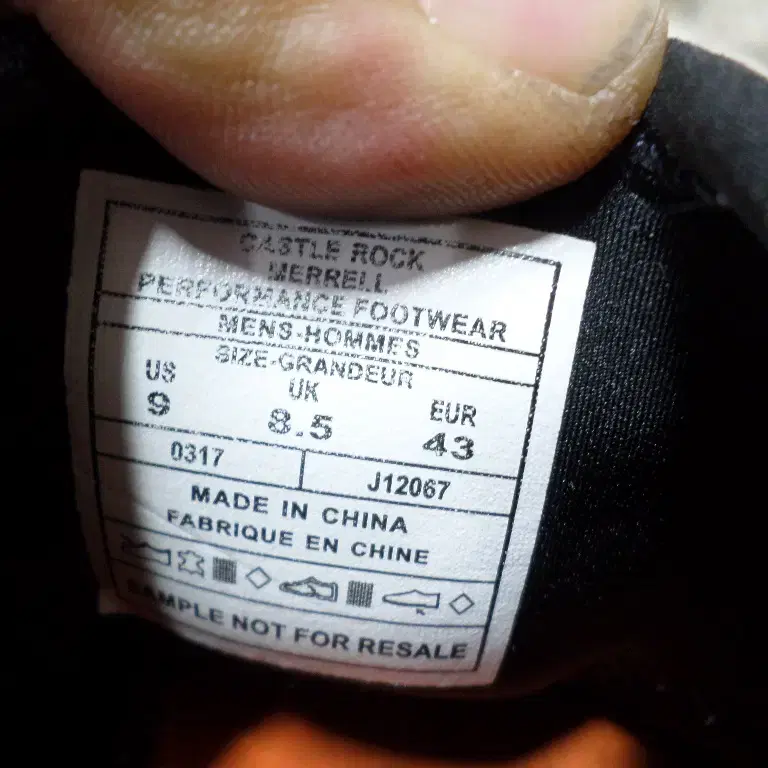 CASTLE ROCK
MERRELL
PERFORMANCE FOOTWEAR
MENS-HOMMES
SIZE-GRANDEUR
US UK EUR
9 8.5 43
0317 J12067
MADE IN CHINA
FABRIQUE EN CHINE
SAMPLE NOT FOR RESALE